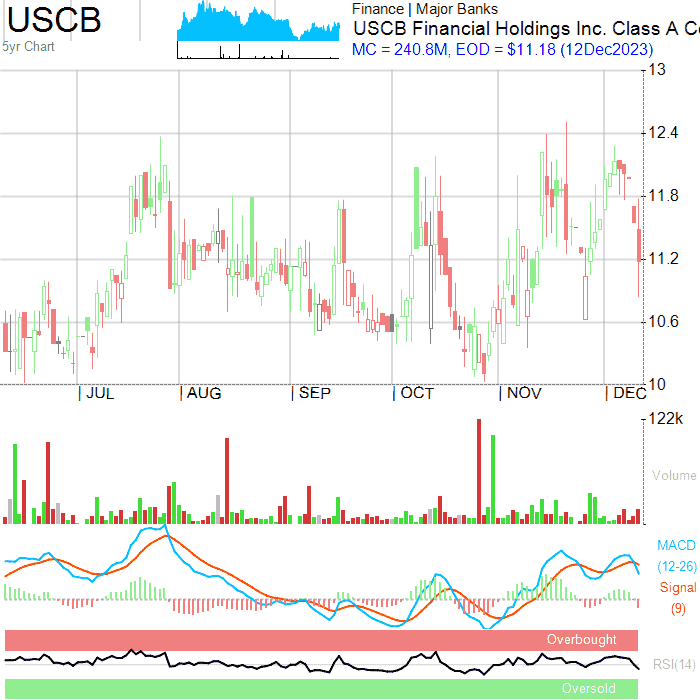 USCB
5yr Chart
Finance | Major Banks
USCB Financial Holdings Inc. Class A Co
MC = 240.8M, EOD = $11.18 (12Dec2023)
13
12.4
11.8
11.2
10.6
10
JUL AUG SEP OCT NOV DEC
122k
Volume
MACD
(12-26)
Signal
(9)
Overbought
RSI(14)
Oversold